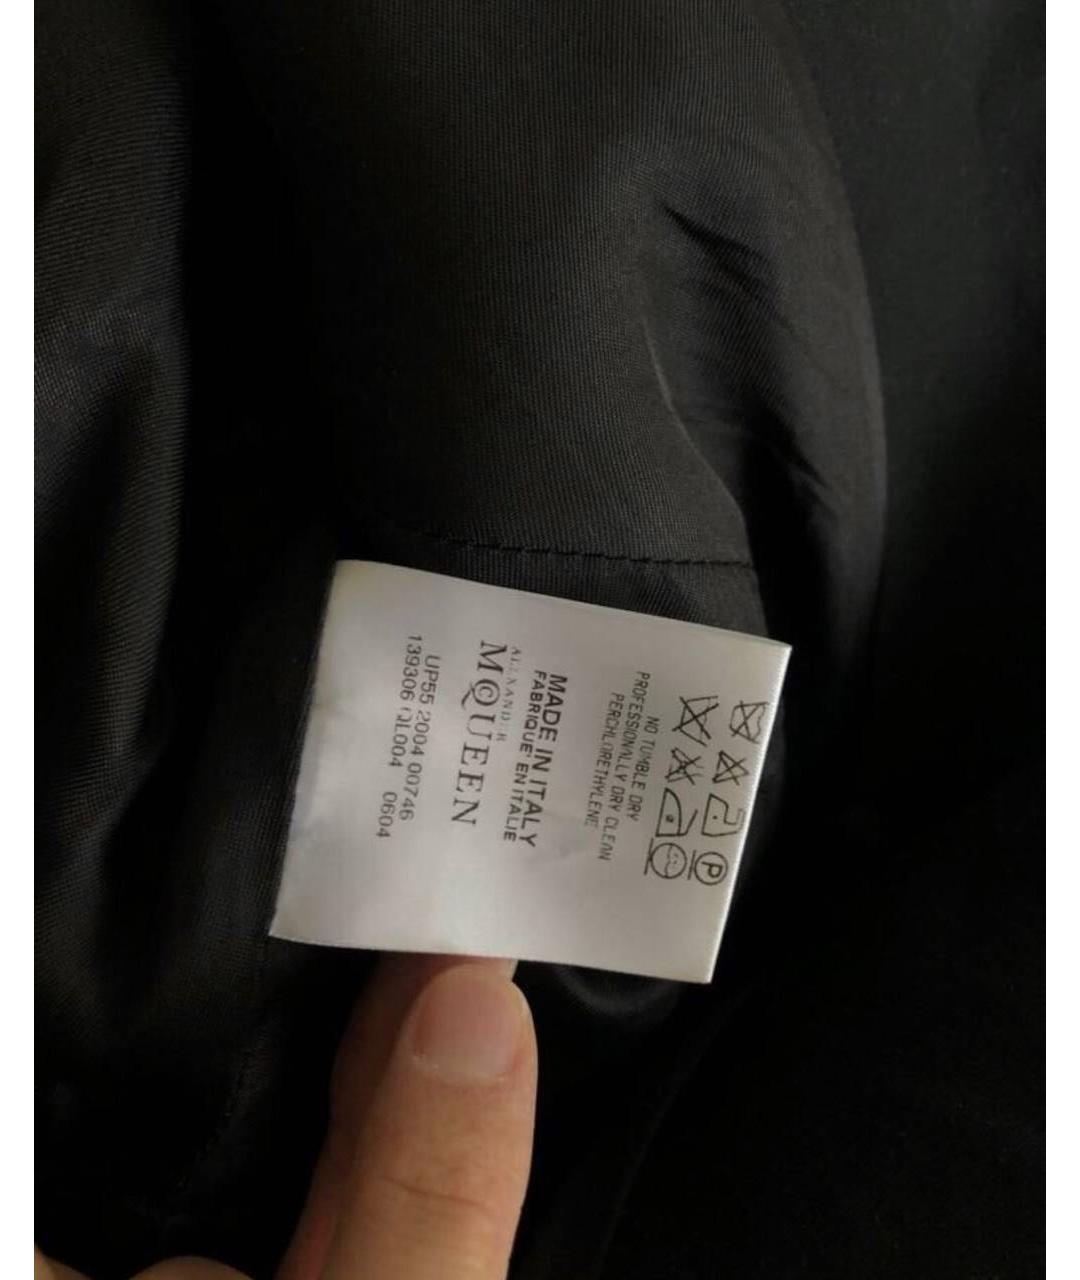 NO TUMBLE DRY
PROFESSIONALLY DRY CLEAN
PERCHLORETHYLENE
MADE IN ITALY
FABRIQUE' EN ITALIE
ALEXANDER
McQUEEN
UP55 2004 00746
139306 QL004 0604
P